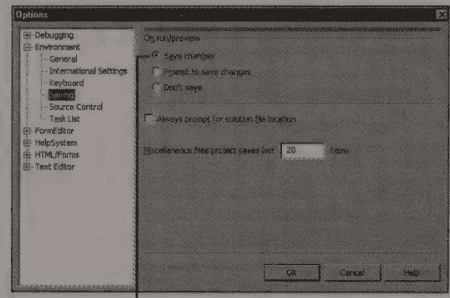 Options
Debugging
Environment
General
International Settings
Keyboard
Saving
Source Control
Task List
FormEditor
HelpSystem
HTML/Forms
Text Editor
On run/preview
Save changes
Prompt to save changes
Don't save
Always prompt for solution file location
Miscellaneous files project saves last 20 items
OK
Cancel
Help